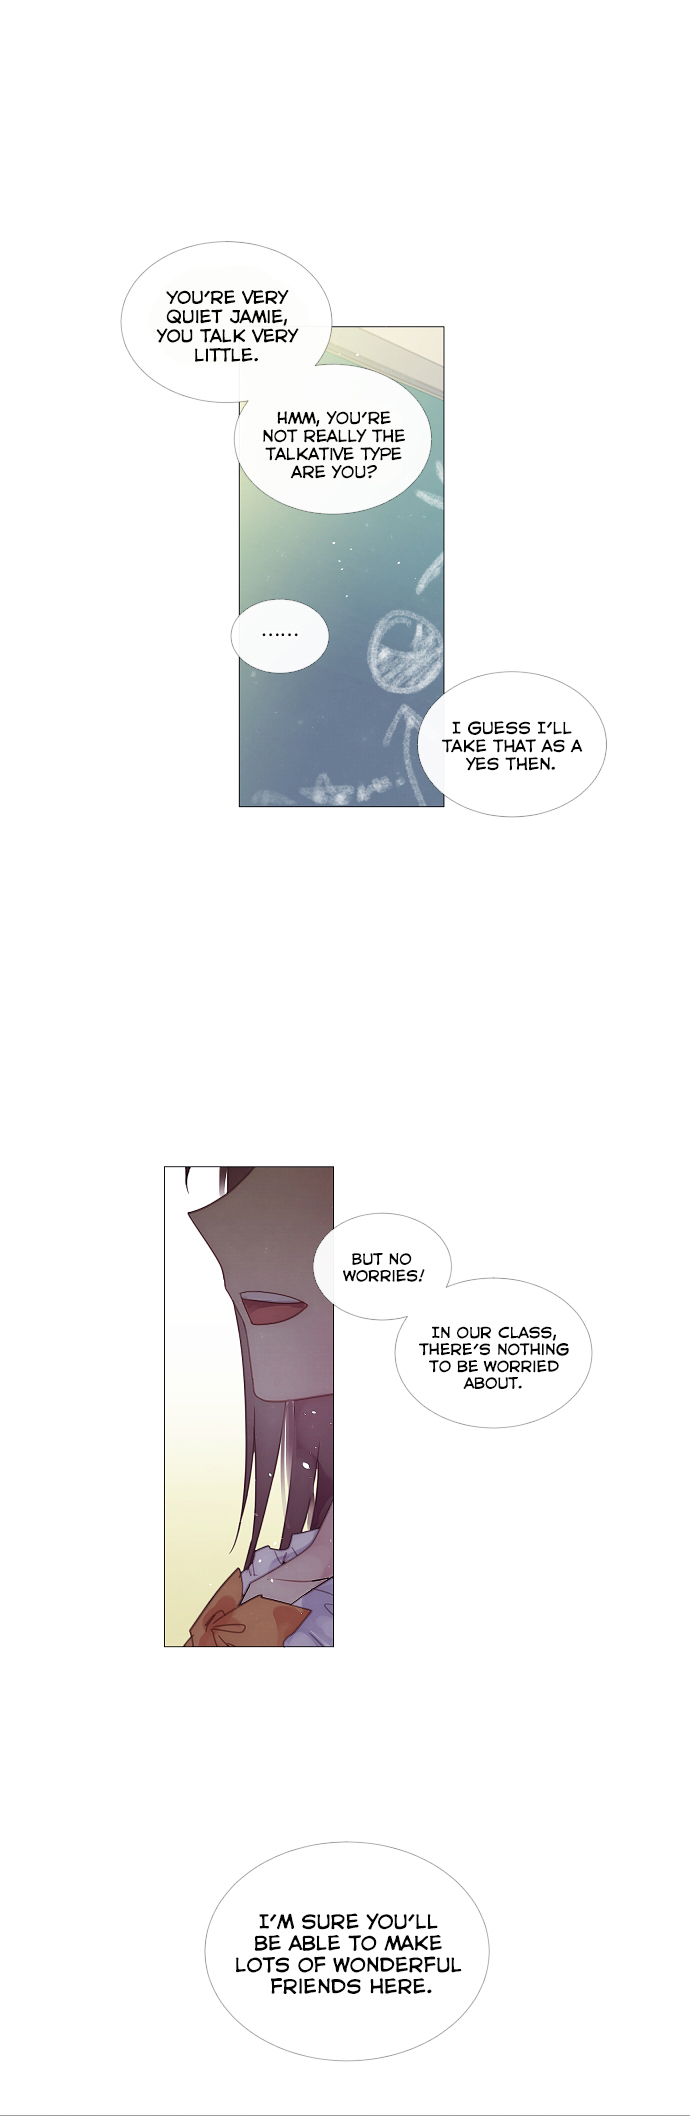 YOU'RE VERY
QUIET JAMIE,
YOU TALK VERY
LITTLE.
HMM, YOU'RE
NOT REALLY THE
TALKATIVE TYPE
ARE YOU?
......
I GUESS I'LL
TAKE THAT AS A
YES THEN.
BUT NO
WORRIES!
IN OUR CLASS,
THERE'S NOTHING
TO BE WORRIED
ABOUT.
I'M SURE YOU'LL
BE ABLE TO MAKE
LOTS OF WONDERFUL
FRIENDS HERE.